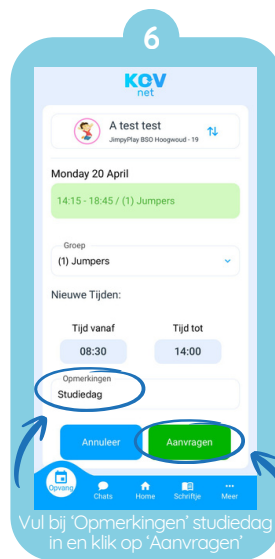 6
KOV
net
A test test
JimpyPlay BSO Hoogwoud - 19
Monday 20 April
14:15 - 18:45 / (1) Jumpers
Groep
(1) Jumpers
Nieuwe Tijden:
Tijd vanaf Tijd tot
08:30 14:00
Opmerkingen
Studiedag
Annuleer Aanvragen
Opvang Chats Home Schriftje Meer
Vul bij 'Opmerkingen' studiedag
in en klik op 'Aanvragen'